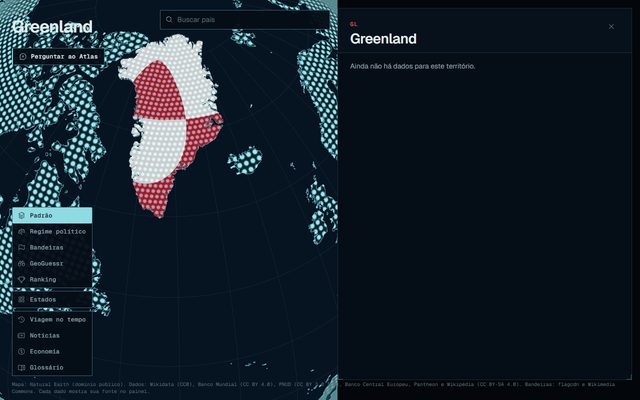 Greenland
Buscar país
Perguntar ao Atlas
GL
Greenland
Ainda não há dados para este território.
Padrão
Regime político
Bandeiras
GeoGuessr
Ranking
Estados
Viagem no tempo
Notícias
Economia
Glossário
Mapa: Natural Earth (domínio público). Dados: Wikidata (CC0), Banco Mundial (CC BY 4.0), PNUD (CC BY Banco Central Europeu, Pantheon e Wikipédia (CC BY-SA 4.0). Bandeiras: flagcdn e Wikimedia
Commons. Cada dado mostra sua fonte no painel.